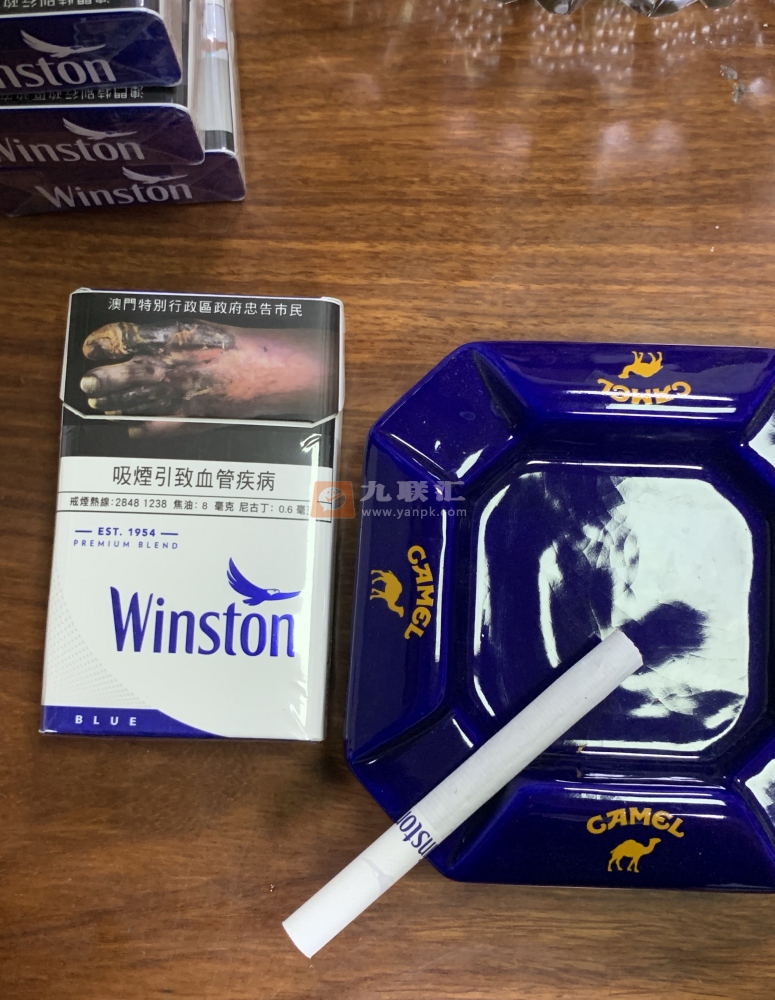 Winston
Winston
Winston
澳門特別行政區政府忠告市民
吸煙引致血管疾病
戒煙熱線:2848 1238 焦油: 8 毫克 尼古丁: 0.6 毫
EST. 1954
PREMIUM BLEND
Winston
BLUE
九联汇
www.yanpk.com
CAMEL
CAMEL
CAMEL
Winston